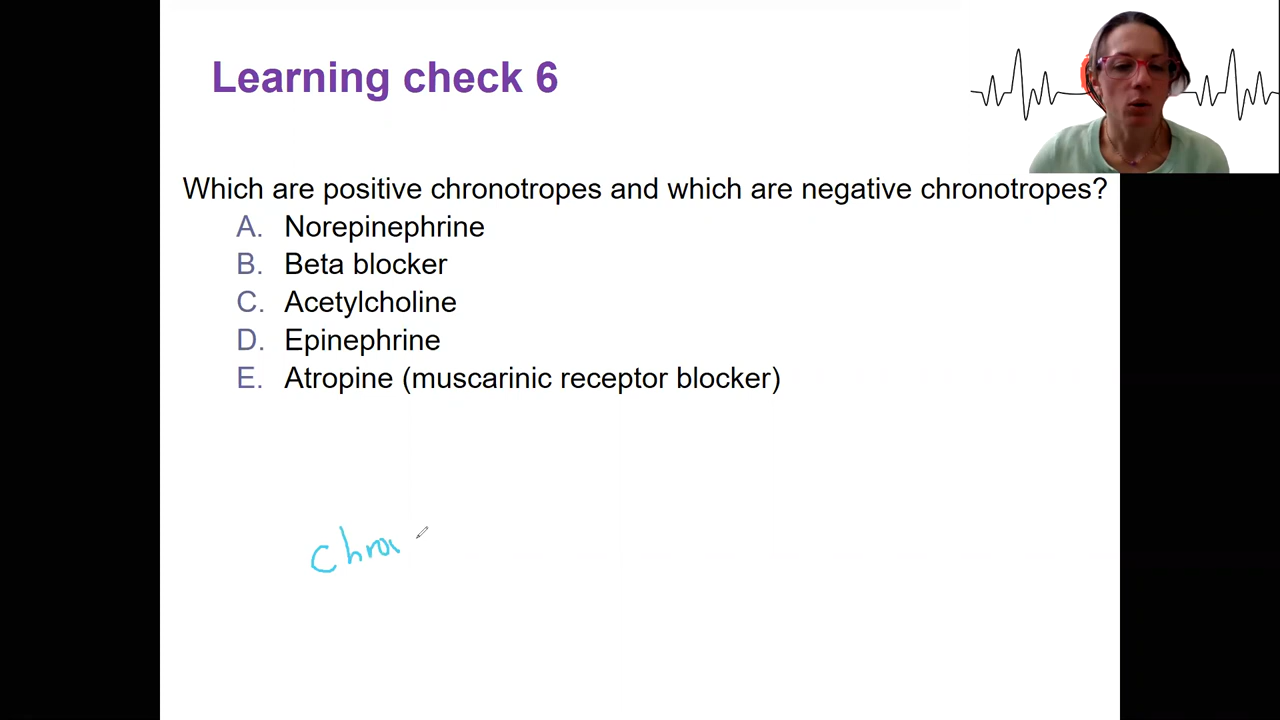 Learning check 6
Which are positive chronotropes and which are negative chronotropes?
A. Norepinephrine
B. Beta blocker
C. Acetylcholine
D. Epinephrine
E. Atropine (muscarinic receptor blocker)
Chro